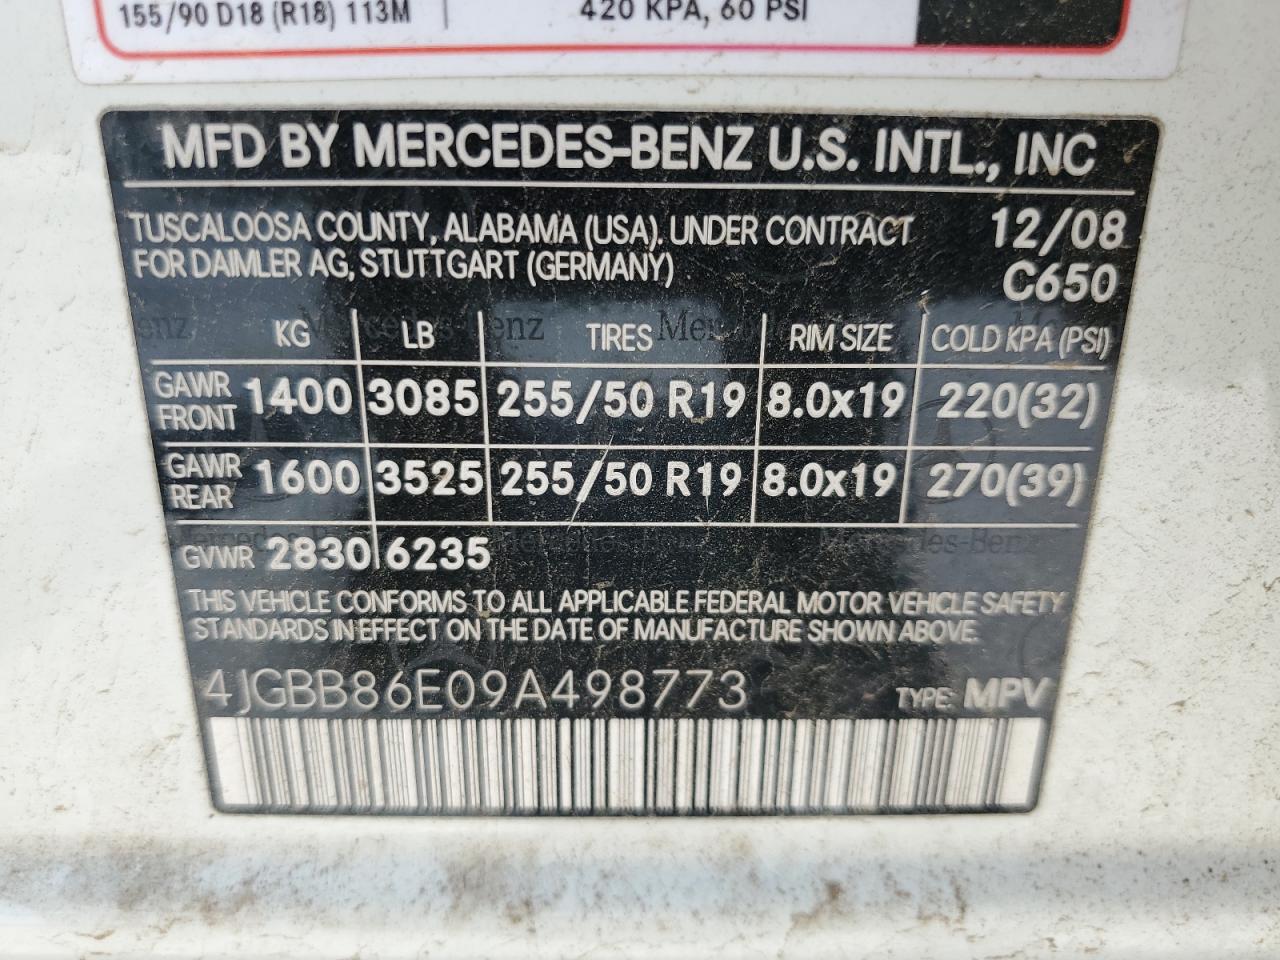 155/90 D18 (R18) 113M 420 KPA, 60 PSI
MFD BY MERCEDES-BENZ U.S. INTL., INC
TUSCALOOSA COUNTY, ALABAMA (USA). UNDER CONTRACT 12/08
FOR DAIMLER AG, STUTTGART (GERMANY) C650
KG LB TIRES RIM SIZE COLD KPA (PSI)
GAWR FRONT 1400 3085 255/50 R19 8.0x19 220(32)
GAWR REAR 1600 3525 255/50 R19 8.0x19 270(39)
GVWR 2830 6235
THIS VEHICLE CONFORMS TO ALL APPLICABLE FEDERAL MOTOR VEHICLE SAFETY
STANDARDS IN EFFECT ON THE DATE OF MANUFACTURE SHOWN ABOVE.
4JGBB86E09A498773 TYPE: MPV